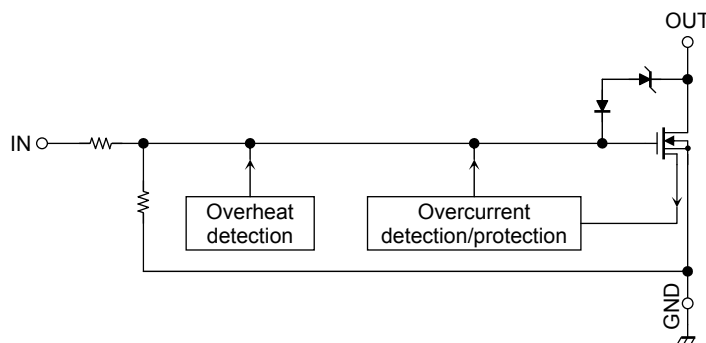 OUT
IN
Overheat
detection
Overcurrent
detection/protection
GND